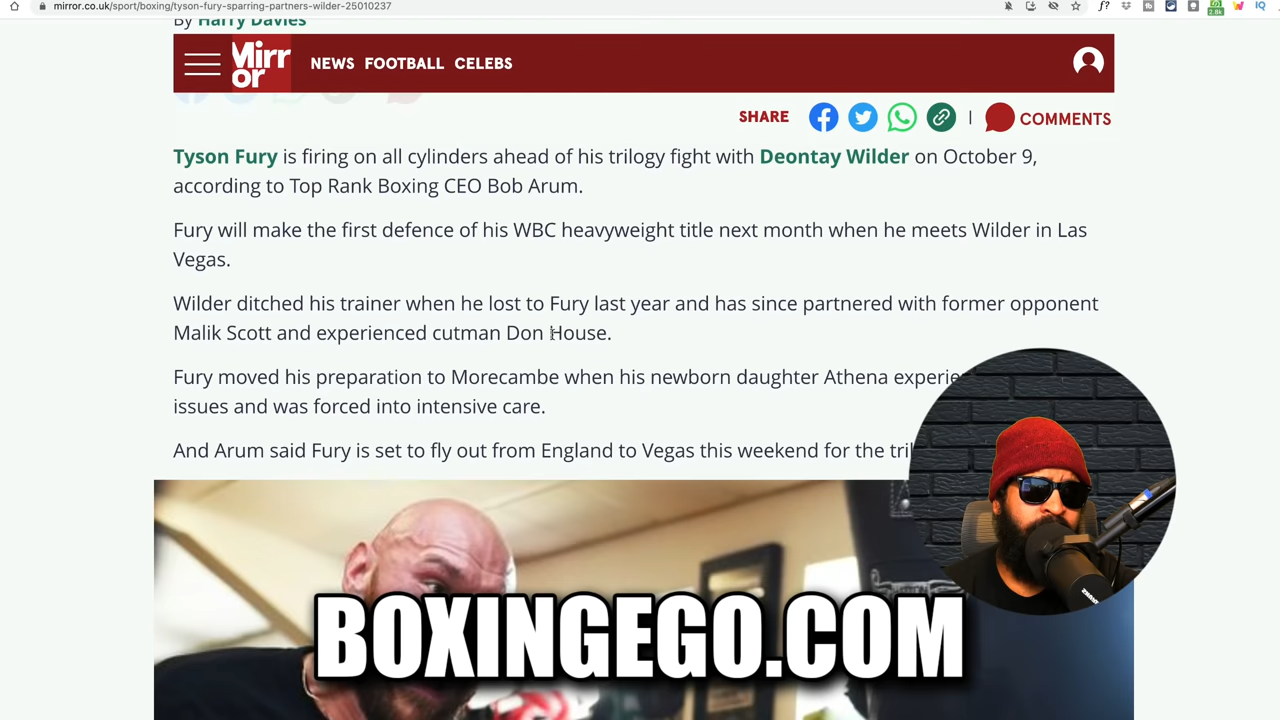 mirror.co.uk/sport/boxing/tyson-fury-sparring-partners-wilder-25010237
By Harry Davies
Mirror
NEWS FOOTBALL CELEBS
SHARE | COMMENTS
Tyson Fury is firing on all cylinders ahead of his trilogy fight with Deontay Wilder on October 9,
according to Top Rank Boxing CEO Bob Arum.
Fury will make the first defence of his WBC heavyweight title next month when he meets Wilder in Las
Vegas.
Wilder ditched his trainer when he lost to Fury last year and has since partnered with former opponent
Malik Scott and experienced cutman Don House.
Fury moved his preparation to Morecambe when his newborn daughter Athena
issues and was forced into intensive care.
And Arum said Fury is set to fly out from England to Vegas this weekend for the
BOXINGEGO.COM